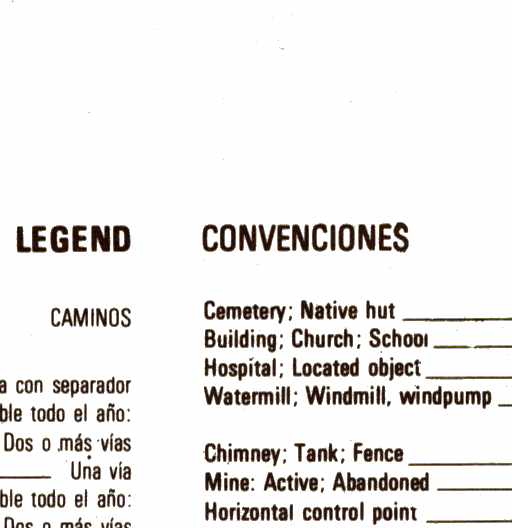 LEGEND
CONVENCIONES
CAMINOS
a con separador
ble todo el año:
Dos o más vías
Una vía
ble todo el año:
Dos o más vías
Cemetery; Native hut
Building; Church; School
Hospital; Located object
Watermill; Windmill, windpump
Chimney; Tank; Fence
Mine: Active; Abandoned
Horizontal control point